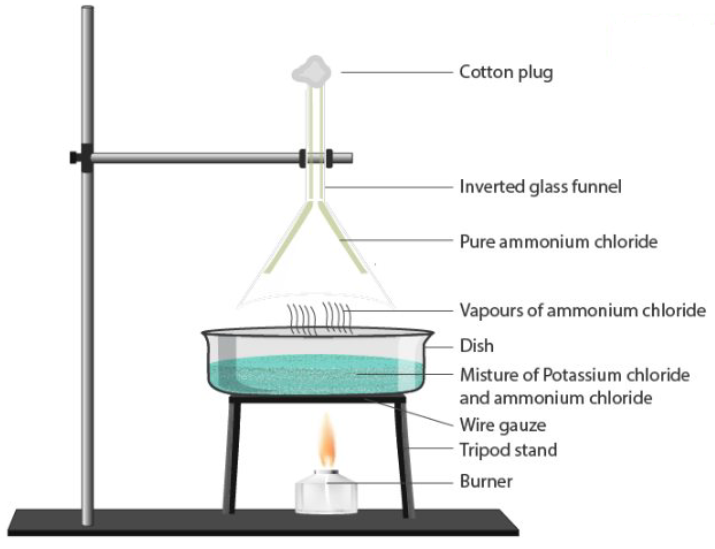 Cotton plug
Inverted glass funnel
Pure ammonium chloride
Vapours of ammonium chloride
Dish
Misture of Potassium chloride
and ammonium chloride
Wire gauze
Tripod stand
Burner